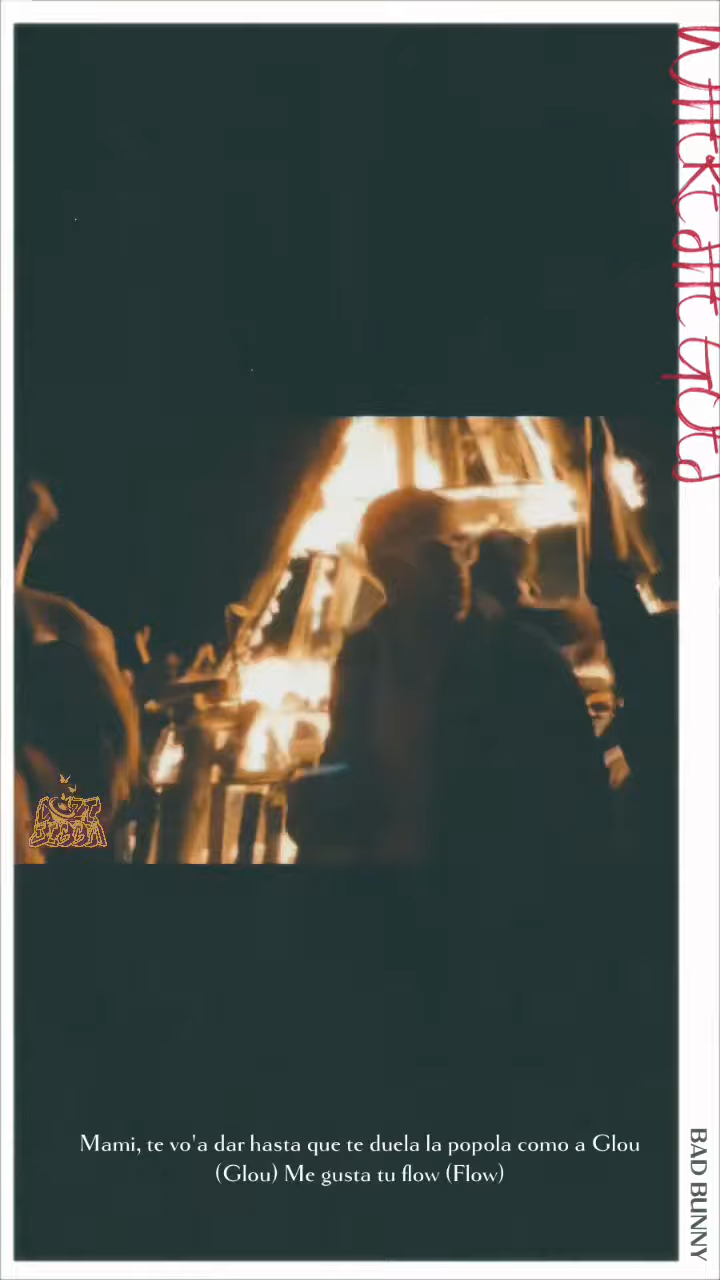 Mami, te vo'a dar hasta que te duela la popola como a Glou
(Glou) Me gusta tu flow (Flow)
BAD BUNNY